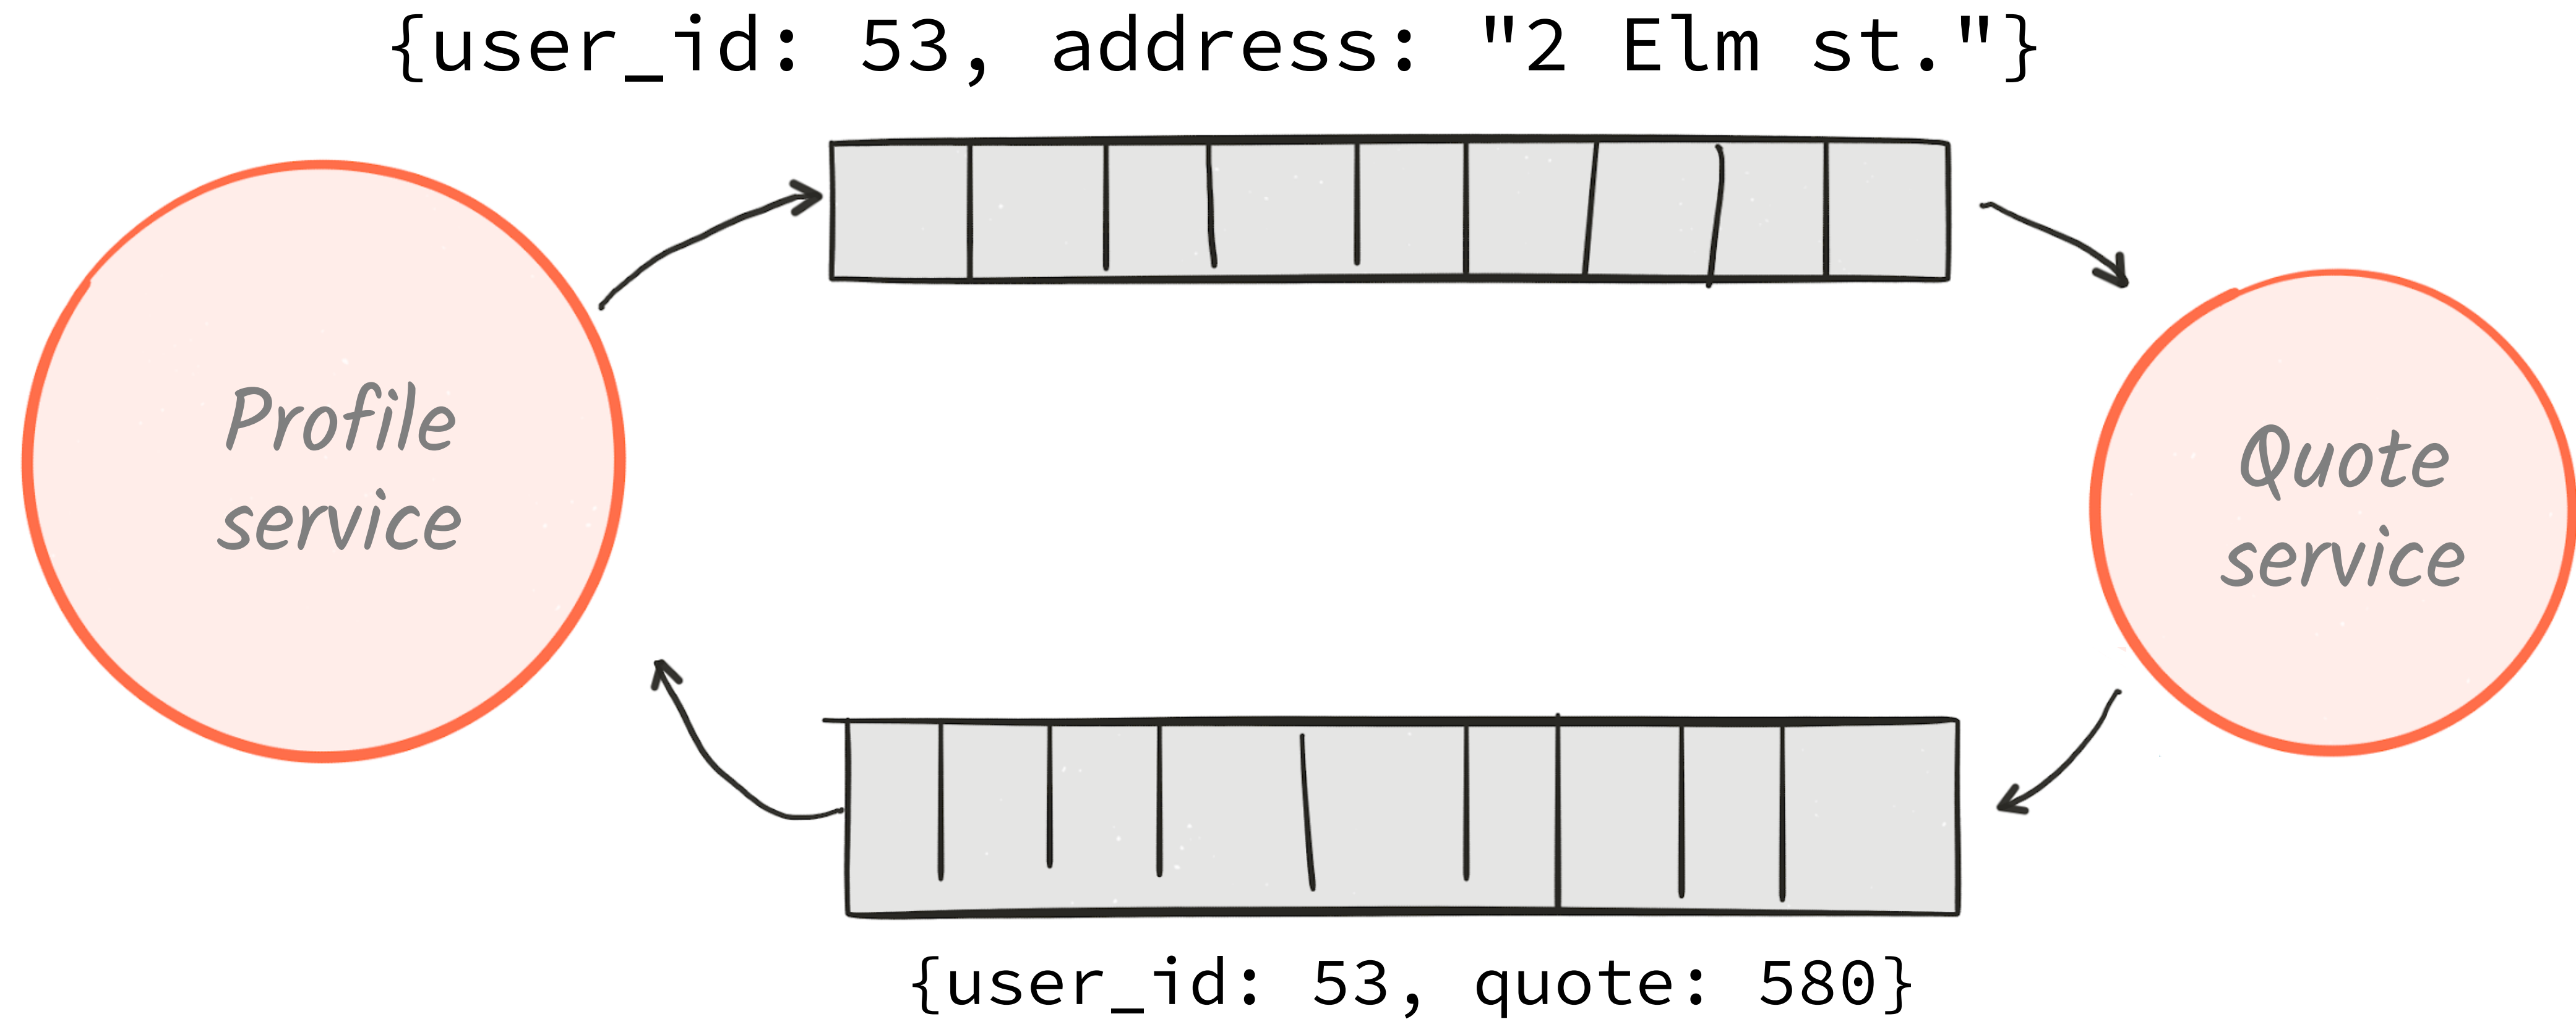 {user_id: 53, address: "2 Elm st."}
Profile
service
Quote
service
{user_id: 53, quote: 580}